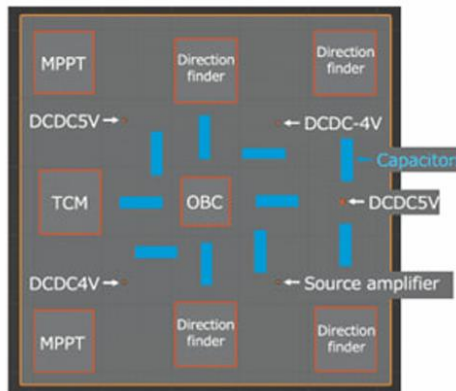 MPPT
Direction
finder
Direction
finder
DCDC5V
DCDC-4V
Capacitor
TCM
OBC
DCDC5V
DCDC4V
Source amplifier
MPPT
Direction
finder
Direction
finder